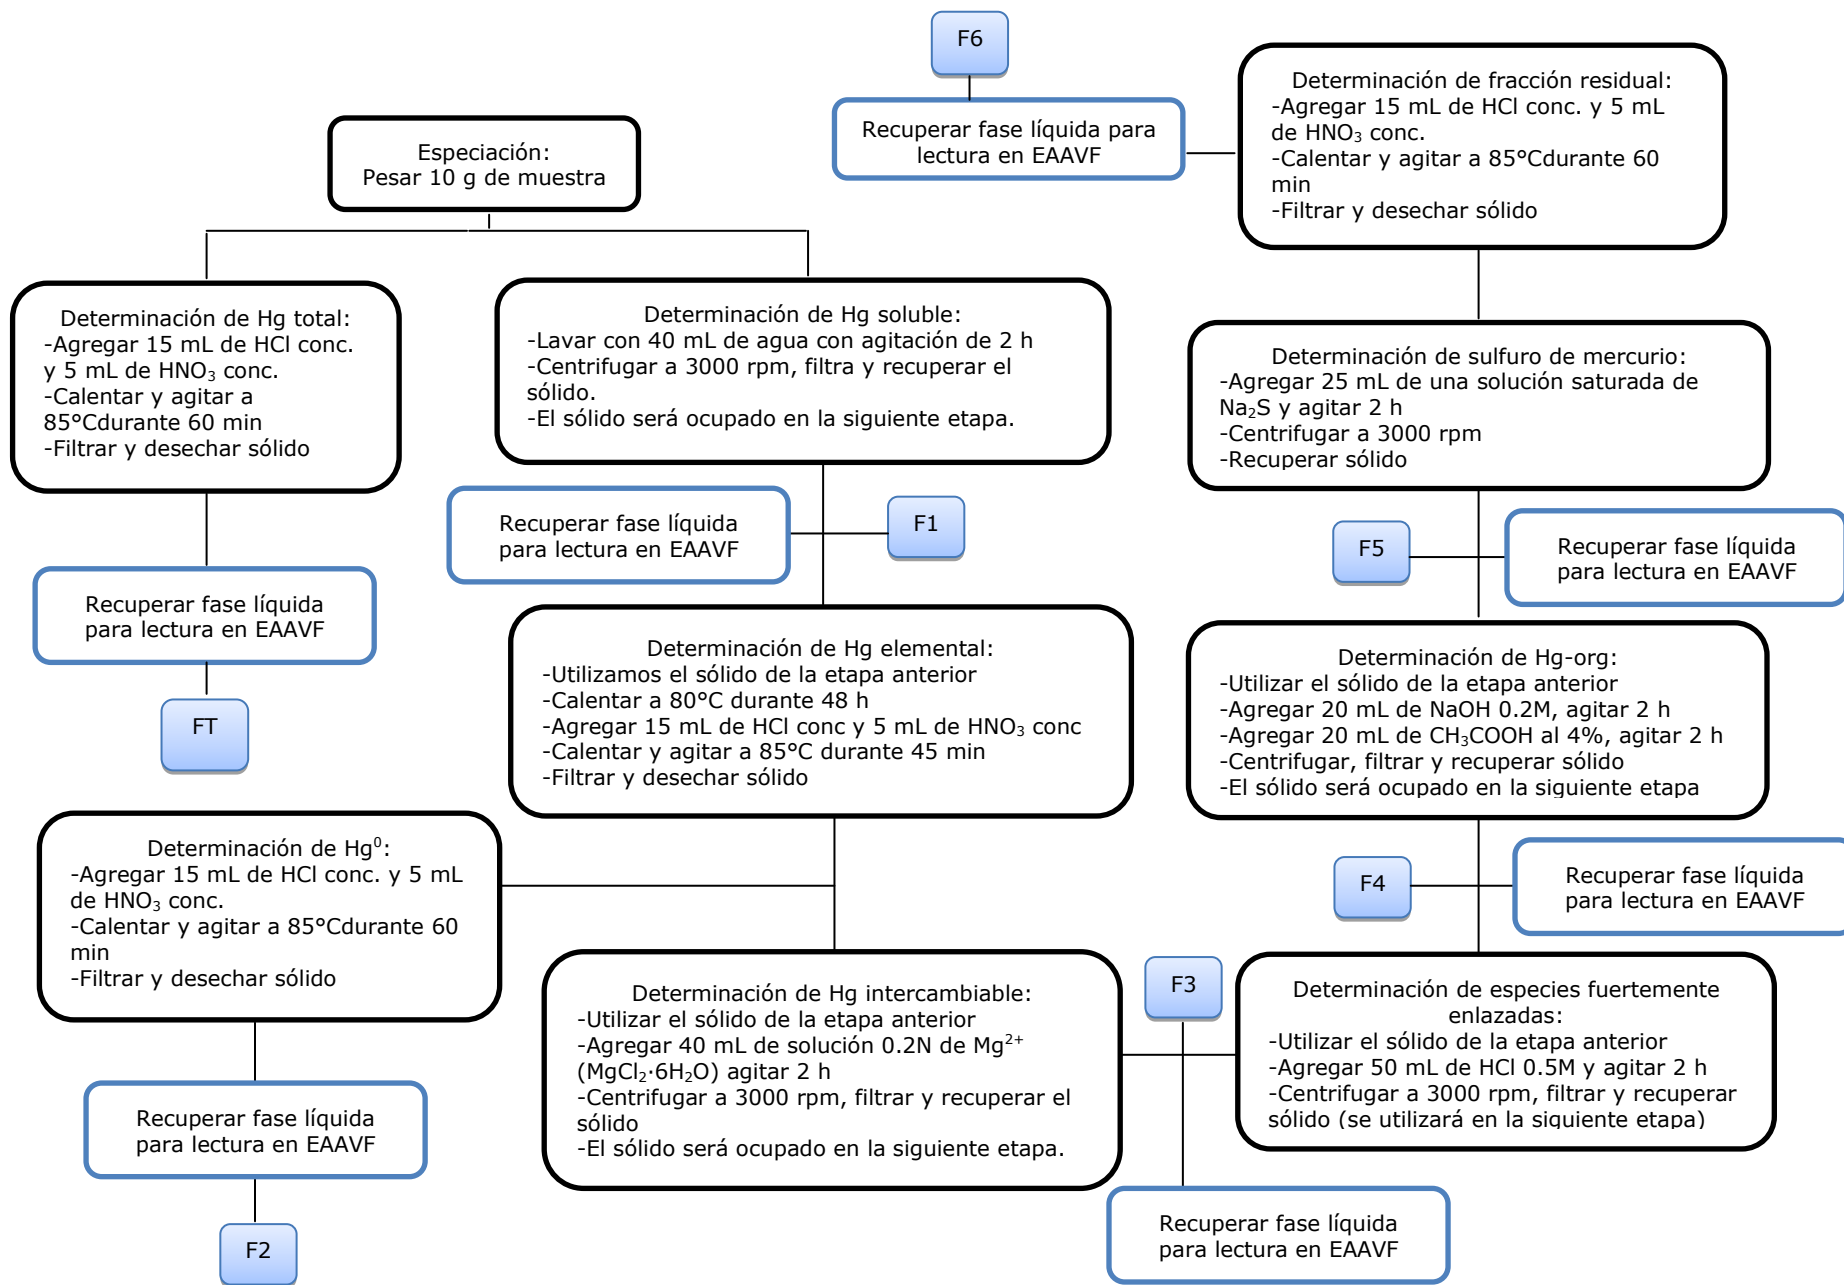 F6
Recuperar fase líquida para
lectura en EAAVF
Determinación de fracción residual:
-Agregar 15 mL de HCl conc. y 5 mL
de HNO₃ conc.
-Calentar y agitar a 85°Cdurante 60
min
-Filtrar y desechar sólido
Especiación:
Pesar 10 g de muestra
Determinación de Hg total:
-Agregar 15 mL de HCl conc.
y 5 mL de HNO₃ conc.
-Calentar y agitar a
85°Cdurante 60 min
-Filtrar y desechar sólido
Determinación de Hg soluble:
-Lavar con 40 mL de agua con agitación de 2 h
-Centrifugar a 3000 rpm, filtra y recuperar el
sólido.
-El sólido será ocupado en la siguiente etapa.
Determinación de sulfuro de mercurio:
-Agregar 25 mL de una solución saturada de
Na₂S y agitar 2 h
-Centrifugar a 3000 rpm
-Recuperar sólido
Recuperar fase líquida
para lectura en EAAVF
F1
F5
Recuperar fase líquida
para lectura en EAAVF
Recuperar fase líquida
para lectura en EAAVF
FT
Determinación de Hg elemental:
-Utilizamos el sólido de la etapa anterior
-Calentar a 80°C durante 48 h
-Agregar 15 mL de HCl conc y 5 mL de HNO₃ conc
-Calentar y agitar a 85°C durante 45 min
-Filtrar y desechar sólido
Determinación de Hg-org:
-Utilizar el sólido de la etapa anterior
-Agregar 20 mL de NaOH 0.2M, agitar 2 h
-Agregar 20 mL de CH₃COOH al 4%, agitar 2 h
-Centrifugar, filtrar y recuperar sólido
-El sólido será ocupado en la siguiente etapa
Determinación de Hg⁰:
-Agregar 15 mL de HCl conc. y 5 mL
de HNO₃ conc.
-Calentar y agitar a 85°Cdurante 60
min
-Filtrar y desechar sólido
F4
Recuperar fase líquida
para lectura en EAAVF
Determinación de Hg intercambiable:
-Utilizar el sólido de la etapa anterior
-Agregar 40 mL de solución 0.2N de Mg²⁺
(MgCl₂·6H₂O) agitar 2 h
-Centrifugar a 3000 rpm, filtrar y recuperar el
sólido
-El sólido será ocupado en la siguiente etapa.
F3
Determinación de especies fuertemente
enlazadas:
-Utilizar el sólido de la etapa anterior
-Agregar 50 mL de HCl 0.5M y agitar 2 h
-Centrifugar a 3000 rpm, filtrar y recuperar
sólido (se utilizará en la siguiente etapa)
Recuperar fase líquida
para lectura en EAAVF
F2
Recuperar fase líquida
para lectura en EAAVF